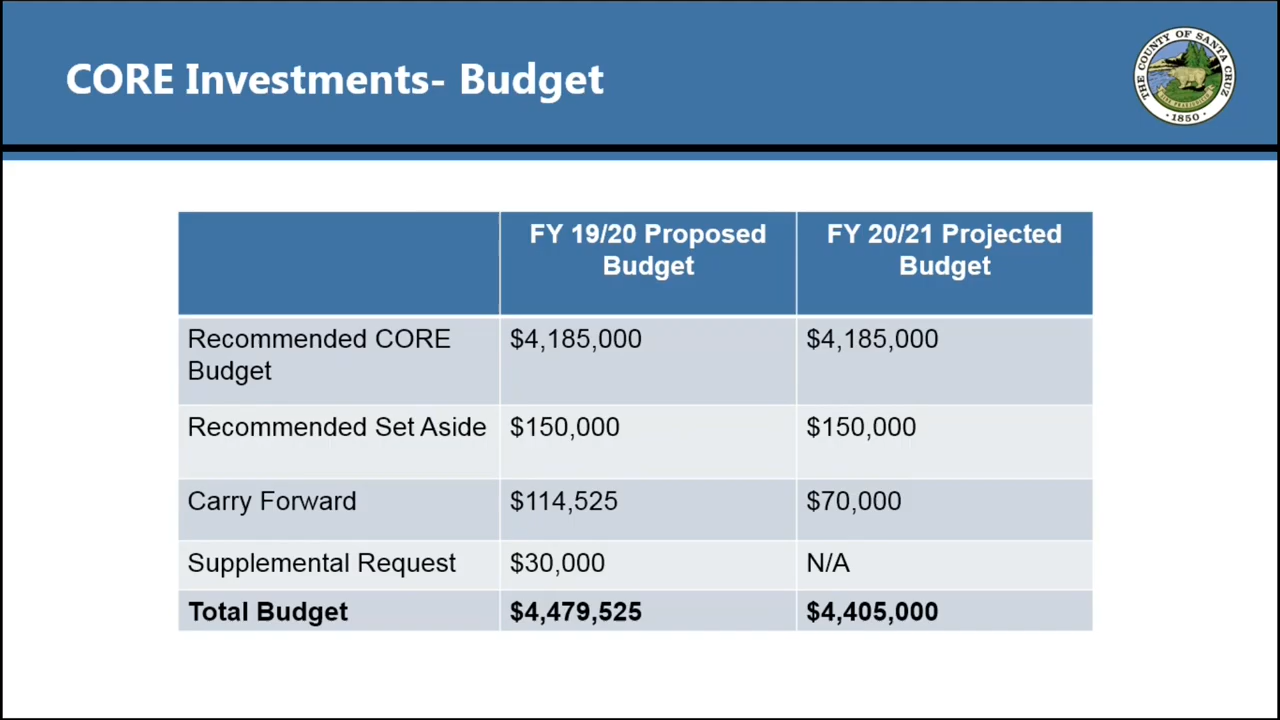 CORE Investments- Budget
THE COUNTY OF SANTA CRUZ
1850
FY 19/20 Proposed
Budget
FY 20/21 Projected
Budget
Recommended CORE
Budget
$4,185,000
$4,185,000
Recommended Set Aside
$150,000
$150,000
Carry Forward
$114,525
$70,000
Supplemental Request
$30,000
N/A
Total Budget
$4,479,525
$4,405,000